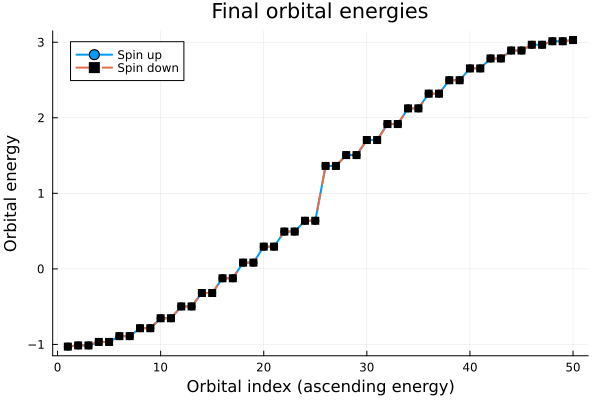 Final orbital energies
Spin up
Spin down
3
2
1
0
−1
Orbital energy
0
10
20
30
40
50
Orbital index (ascending energy)